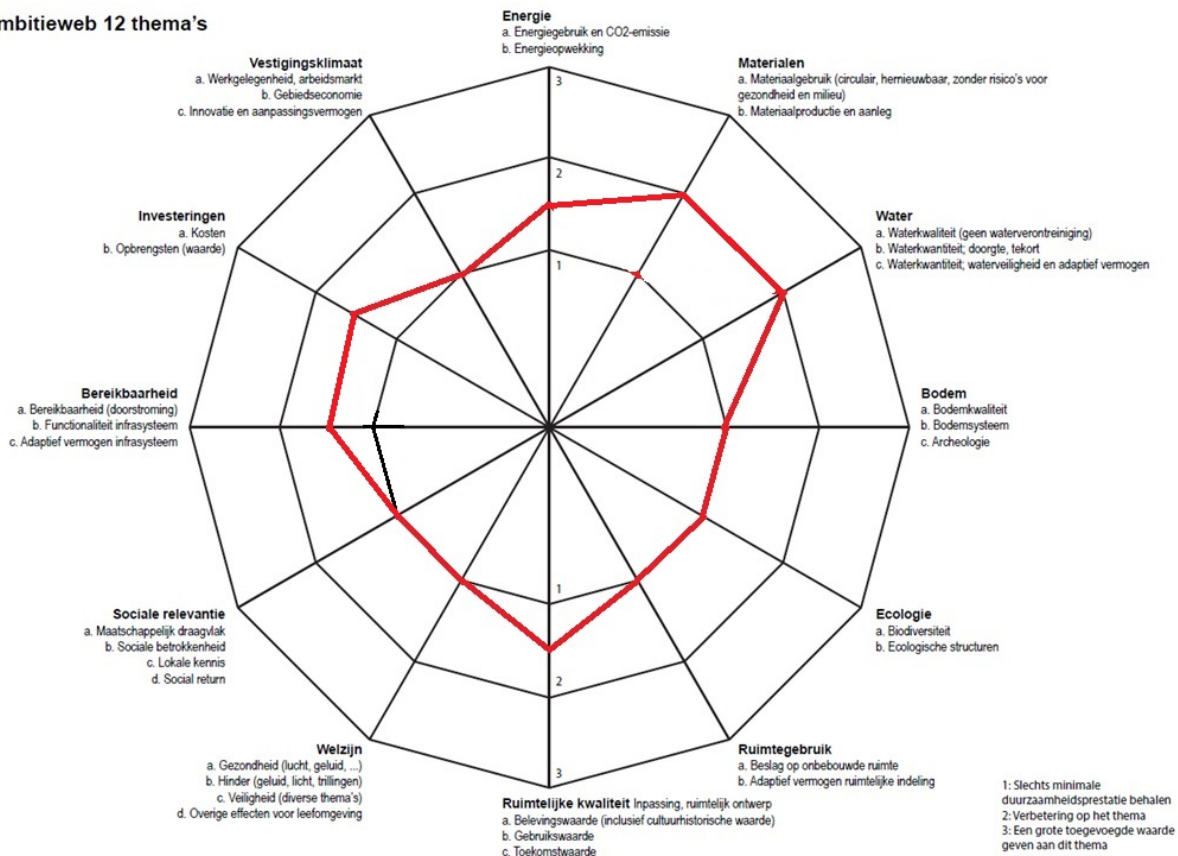 mbitieweb 12 thema's
Energie
a. Energiegebruik en CO2-emissie
b. Energieopwekking
Vestigingsklimaat
a. Werkgelegenheid, arbeidsmarkt
b. Gebiedseconomie
c. Innovatie en aanpassingsvermogen
Materialen
a. Materiaalgebruik (circulair, hernieuwbaar, zonder risico's voor
gezondheid en milieu)
b. Materiaalproductie en aanleg
3
2
1
Investeringen
a. Kosten
b. Opbrengsten (waarde)
Water
a. Waterkwaliteit (geen waterverontreiniging)
b. Waterkwantiteit; doorgte, tekort
c. Waterkwantiteit; waterveiligheid en adaptief vermogen
Bereikbaarheid
a. Bereikbaarheid (doorstroming)
b. Functionaliteit infrasysteem
c. Adaptief vermogen infrasysteem
Bodem
a. Bodemkwaliteit
b. Bodemsysteem
c. Archeologie
Sociale relevantie
a. Maatschappelijk draagvlak
b. Sociale betrokkenheid
c. Lokale kennis
d. Social return
Ecologie
a. Biodiversiteit
b. Ecologische structuren
1
2
3
Welzijn
a. Gezondheid (lucht, geluid, ...)
b. Hinder (geluid, licht, trillingen)
c. Veiligheid (diverse thema's)
d. Overige effecten voor leefomgeving
Ruimtegebruik
a. Beslag op onbebouwde ruimte
b. Adaptief vermogen ruimtelijke indeling
Ruimtelijke kwaliteit Inpassing, ruimtelijk ontwerp
a. Belevingswaarde (inclusief cultuurhistorische waarde)
b. Gebruikswaarde
c. Toekomstwaarde
1: Slechts minimale
duurzaamheidsprestatie behalen
2: Verbetering op het thema
3: Een grote toegevoegde waarde
geven aan dit thema